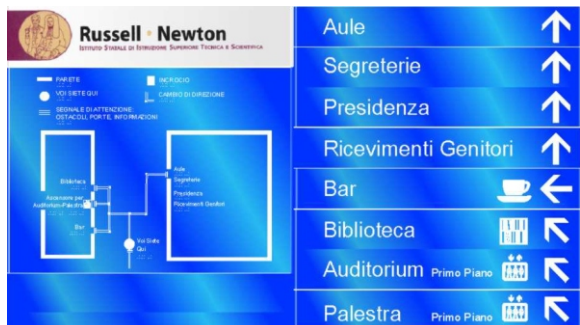 Russell Newton
ISTITUTO STATALE DI ISTRUZIONE SUPERIORE TECNICA E SCIENTIFICA
PARETE
VOI SIETE QUI
SEGNALE DI ATTENZIONE:
OSTACOLI, PORTE, INFORMAZIONI
INCROCIO
CAMBIO DI DIREZIONE
Biblioteca
Ascensore per
Auditorium-Palestra
Bar
Aule
Segreterie
Presidenza
Ricevimenti Genitori
Voi Siete
Qui
Aule
Segreterie
Presidenza
Ricevimenti Genitori
Bar
Biblioteca
Auditorium Primo Piano
Palestra Primo Piano